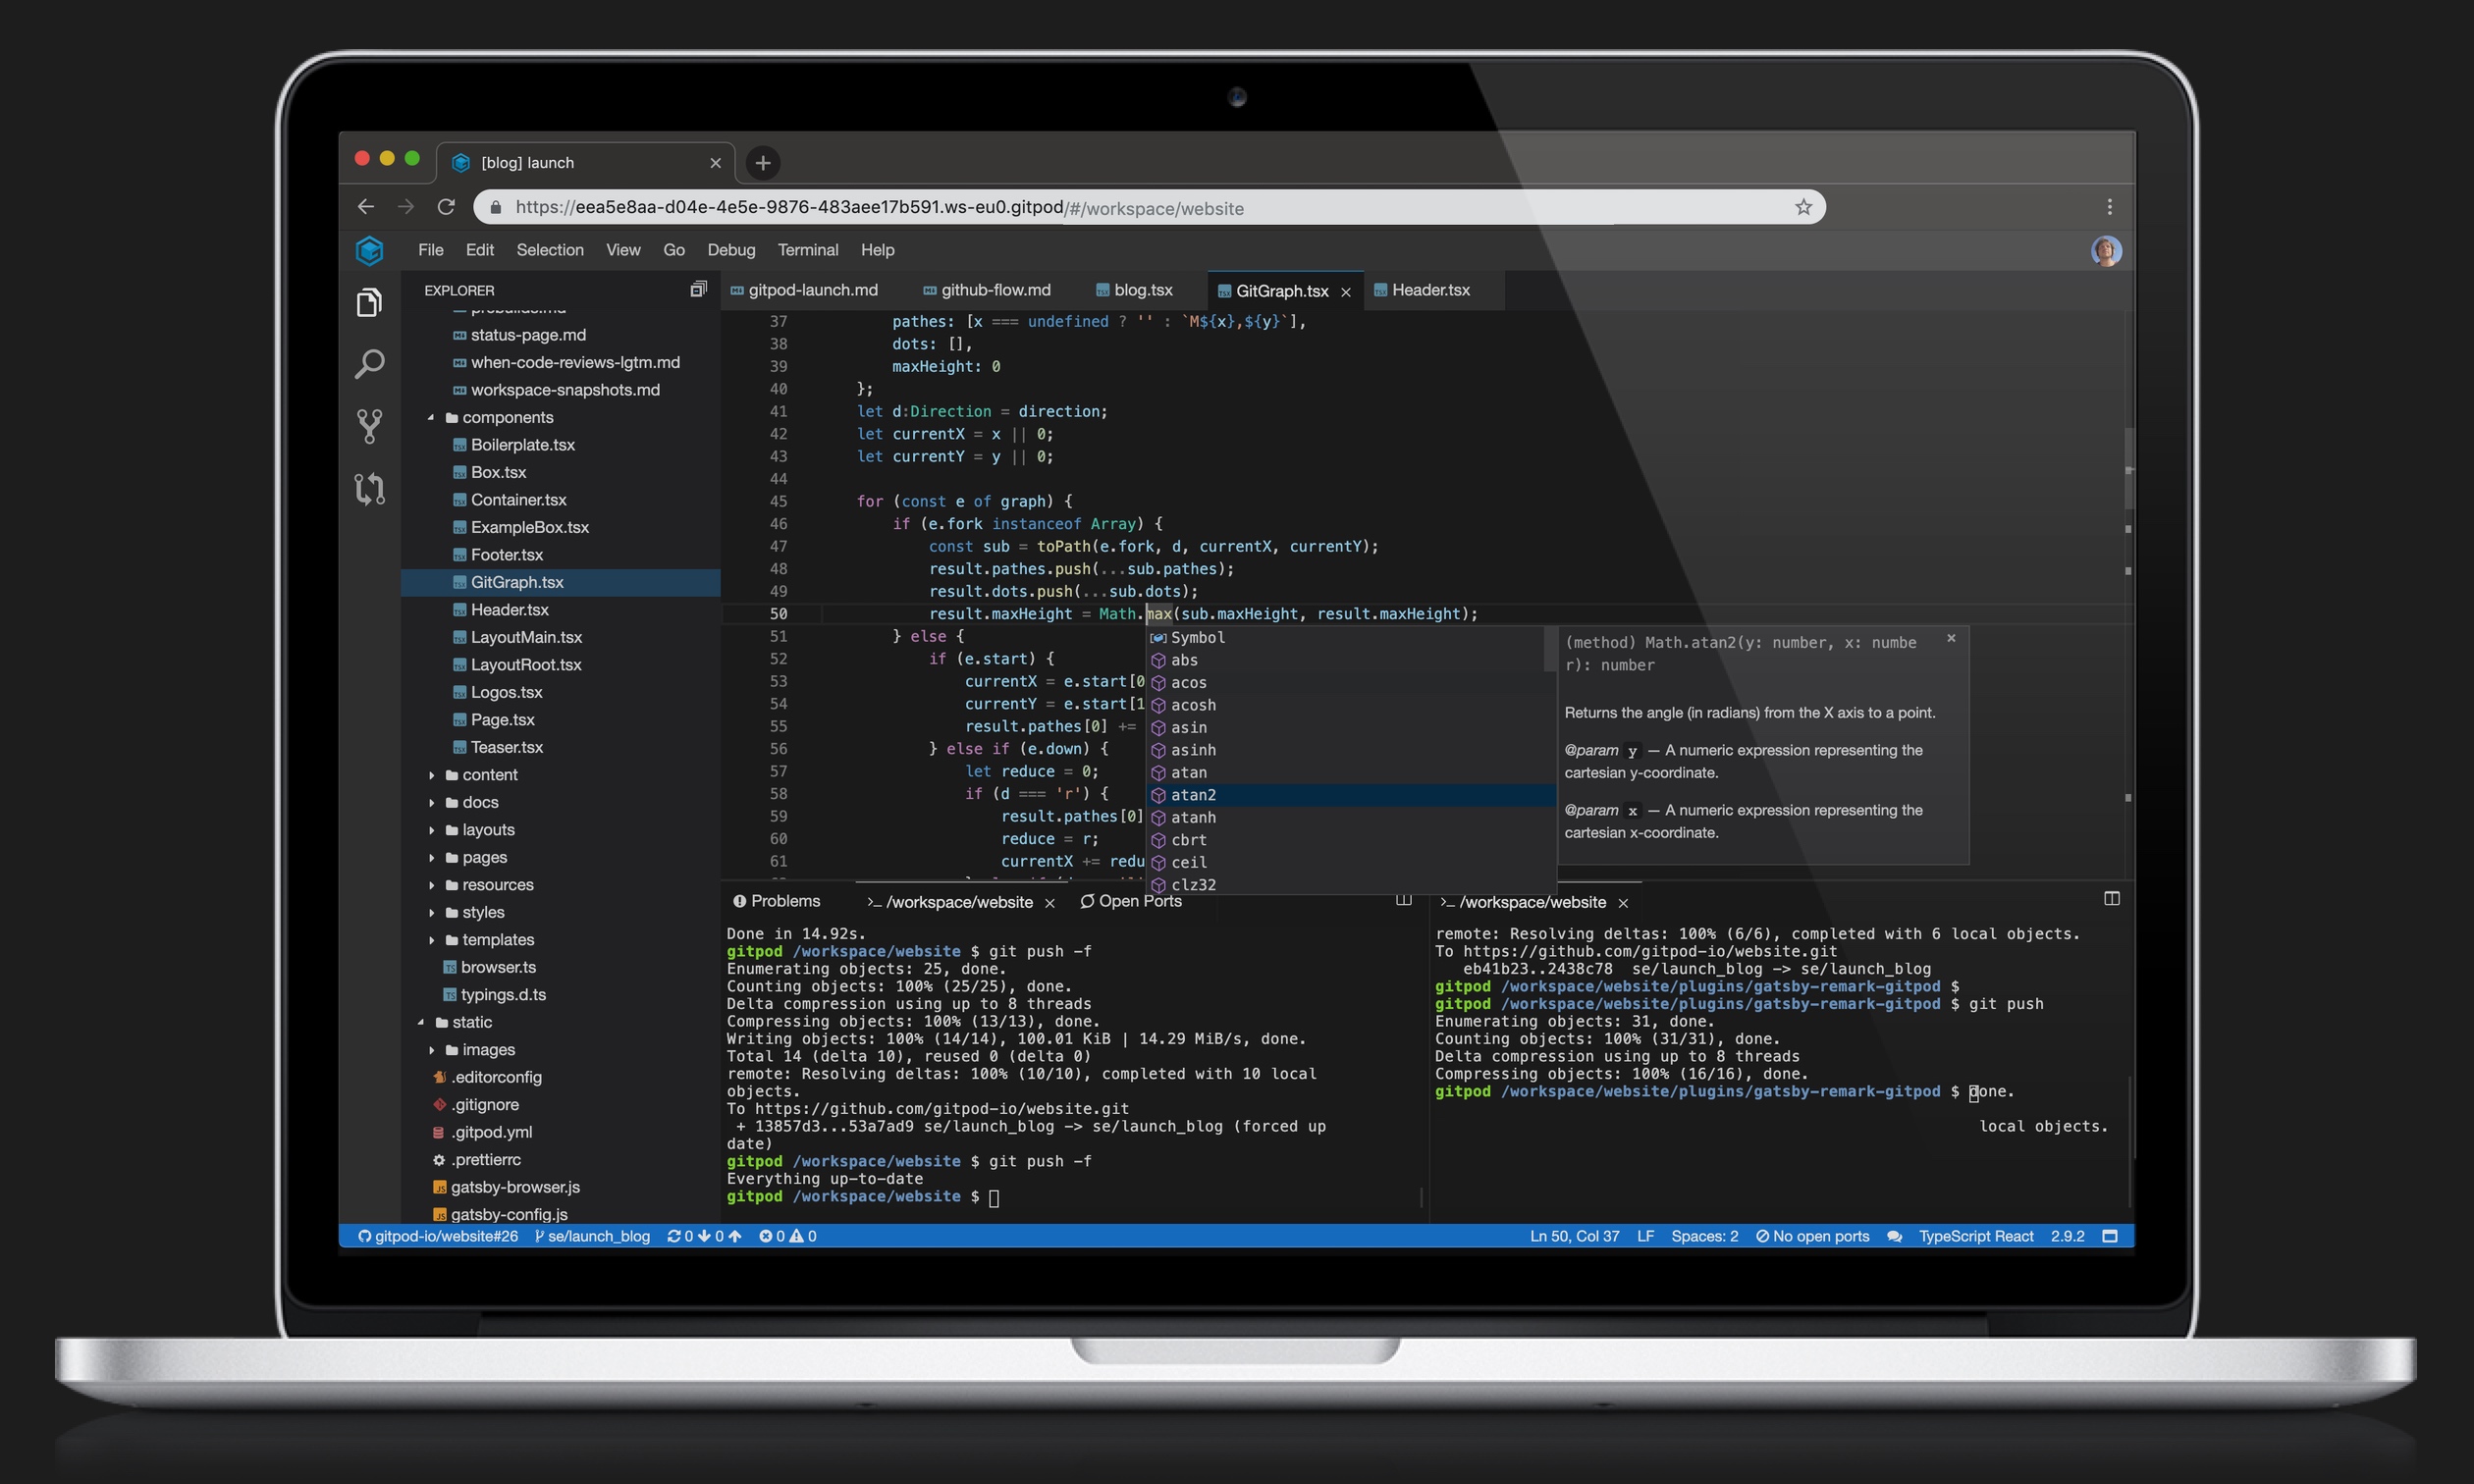 [blog] launch
https://eea5e8aa-d04e-4e5e-9876-483aee17b591.ws-eu0.gitpod/#/workspace/website
File Edit Selection View Go Debug Terminal Help
EXPLORER
status-page.md
when-code-reviews-lgtm.md
workspace-snapshots.md
components
Boilerplate.tsx
Box.tsx
Container.tsx
ExampleBox.tsx
Footer.tsx
GitGraph.tsx
Header.tsx
LayoutMain.tsx
LayoutRoot.tsx
Logos.tsx
Page.tsx
Teaser.tsx
content
docs
layouts
pages
resources
styles
templates
browser.ts
typings.d.ts
static
images
.editorconfig
.gitignore
.gitpod.yml
.prettierrc
gatsby-browser.js
gatsby-config.js
gitpod-launch.md github-flow.md blog.tsx GitGraph.tsx Header.tsx
37 pathes: [x === undefined ? '' : `M${x},${y}`],
38 dots: [],
39 maxHeight: 0
40 };
41 let d:Direction = direction;
42 let currentX = x || 0;
43 let currentY = y || 0;
44
45 for (const e of graph) {
46 if (e.fork instanceof Array) {
47 const sub = toPath(e.fork, d, currentX, currentY);
48 result.pathes.push(...sub.pathes);
49 result.dots.push(...sub.dots);
50 result.maxHeight = Math.max(sub.maxHeight, result.maxHeight);
51 } else {
52 if (e.start) {
53 currentX = e.start[0
54 currentY = e.start[1
55 result.pathes[0] +=
56 } else if (e.down) {
57 let reduce = 0;
58 if (d === 'r') {
59 result.pathes[0]
60 reduce = r;
61 currentX += redu
Symbol
abs
acos
acosh
asin
asinh
atan
atan2
atanh
cbrt
ceil
clz32
(method) Math.atan2(y: number, x: numbe
r): number
Returns the angle (in radians) from the X axis to a point.
@param y — A numeric expression representing the
cartesian y-coordinate.
@param x — A numeric expression representing the
cartesian x-coordinate.
Problems >_ /workspace/website Open Ports
Done in 14.92s.
gitpod /workspace/website $ git push -f
Enumerating objects: 25, done.
Counting objects: 100% (25/25), done.
Delta compression using up to 8 threads
Compressing objects: 100% (13/13), done.
Writing objects: 100% (14/14), 100.01 KiB | 14.29 MiB/s, done.
Total 14 (delta 10), reused 0 (delta 0)
remote: Resolving deltas: 100% (10/10), completed with 10 local
objects.
To https://github.com/gitpod-io/website.git
+ 13857d3...53a7ad9 se/launch_blog -> se/launch_blog (forced up
date)
gitpod /workspace/website $ git push -f
Everything up-to-date
gitpod /workspace/website $
>_ /workspace/website
remote: Resolving deltas: 100% (6/6), completed with 6 local objects.
To https://github.com/gitpod-io/website.git
eb41b23..2438c78 se/launch_blog -> se/launch_blog
gitpod /workspace/website/plugins/gatsby-remark-gitpod $
gitpod /workspace/website/plugins/gatsby-remark-gitpod $ git push
Enumerating objects: 31, done.
Counting objects: 100% (31/31), done.
Delta compression using up to 8 threads
Compressing objects: 100% (16/16), done.
gitpod /workspace/website/plugins/gatsby-remark-gitpod $ done.
local objects.
gitpod-io/website#26 se/launch_blog 0 0 0 0 Ln 50, Col 37 LF Spaces: 2 No open ports TypeScript React 2.9.2